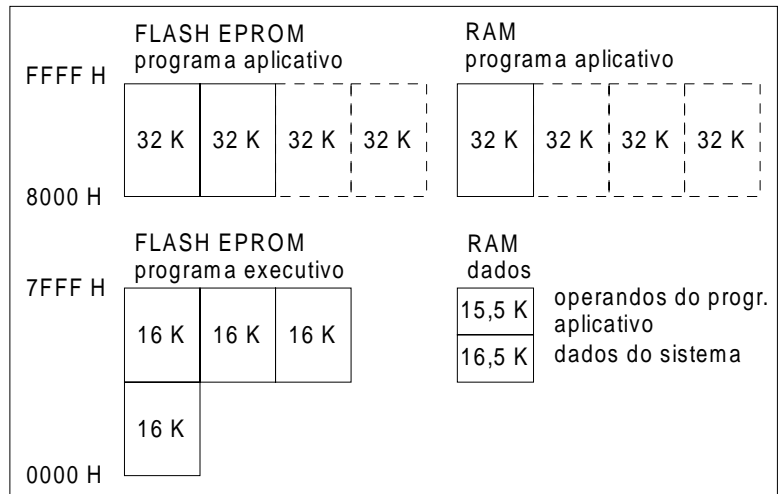 FLASH EPROM
programa aplicativo
RAM
programa aplicativo
FFFF H
32 K 32 K 32 K 32 K
32 K 32 K 32 K 32 K
8000 H
FLASH EPROM
programa executivo
RAM
dados
7FFF H
16 K 16 K 16 K
15,5 K
operandos do progr.
aplicativo
16,5 K
dados do sistema
16 K
0000 H